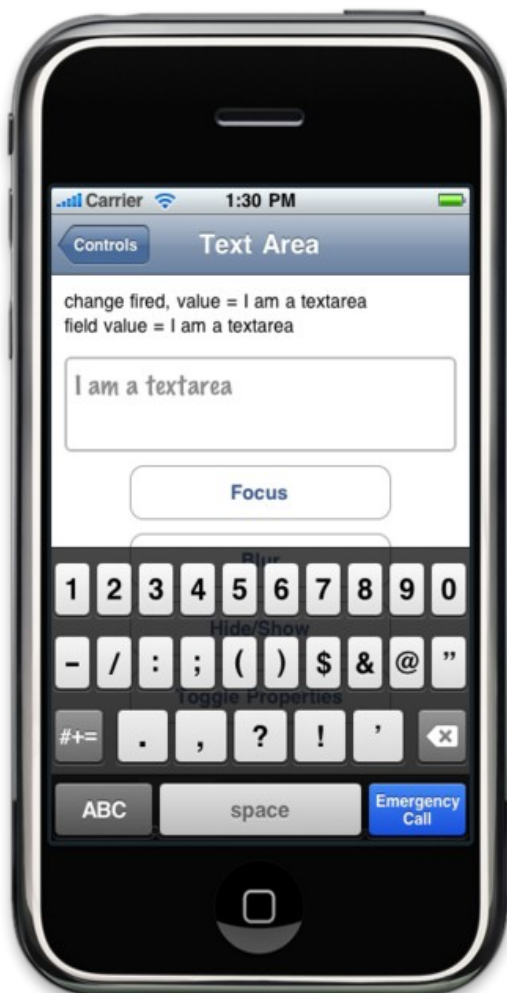 Carrier 1:30 PM
Controls Text Area
change fired, value = I am a textarea
field value = I am a textarea
I am a textarea
Focus
Blur
1 2 3 4 5 6 7 8 9 0
Hide/Show
- / : ; ( ) $ & @ ”
Toggle Properties
#+= . , ? ! ’
ABC space Emergency
Call